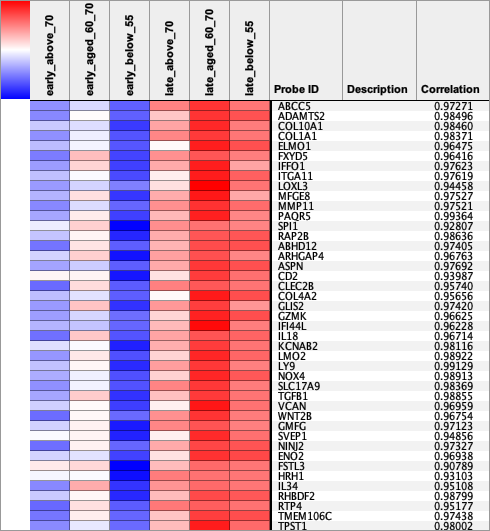 early_above_70
early_aged_60_70
early_below_55
late_above_70
late_aged_60_70
late_below_55
Probe ID Description Correlation
ABCC5 0.97271
ADAMTS2 0.98496
COL10A1 0.98460
COL1A1 0.98371
ELMO1 0.96475
FXYD5 0.96416
IFFO1 0.97623
ITGA11 0.97619
LOXL3 0.94458
MFGE8 0.97527
MMP11 0.97521
PAQR5 0.99364
SPI1 0.92807
RAP2B 0.98636
ABHD12 0.97405
ARHGAP4 0.96763
ASPN 0.97692
CD2 0.93987
CLEC2B 0.95740
COL4A2 0.95656
GLIS2 0.97420
GZMK 0.96625
IFI44L 0.96228
IL18 0.96714
KCNAB2 0.98116
LMO2 0.98922
LY9 0.99129
NOX4 0.98913
SLC17A9 0.98369
TGFB1 0.98855
VCAN 0.96959
WNT2B 0.96754
GMFG 0.97123
SVEP1 0.94856
NINJ2 0.97327
ENO2 0.96938
FSTL3 0.90789
HRH1 0.93103
IL34 0.95108
RHBDF2 0.98799
RTP4 0.95177
TMEM106C 0.97438
TPST1 0.98002